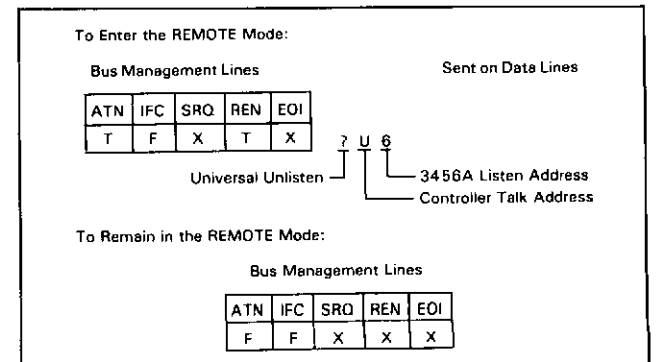 To Enter the REMOTE Mode:
Bus Management Lines
Sent on Data Lines
ATN IFC SRQ REN EOI
T F X T X
? U 6
Universal Unlisten
3456A Listen Address
Controller Talk Address
To Remain in the REMOTE Mode:
Bus Management Lines
ATN IFC SRQ REN EOI
F F X X X